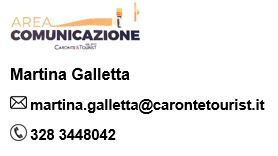 AREA
COMUNICAZIONE
CARONTE&TOURIST
Martina Galletta
martina.galletta@carontetourist.it
328 3448042